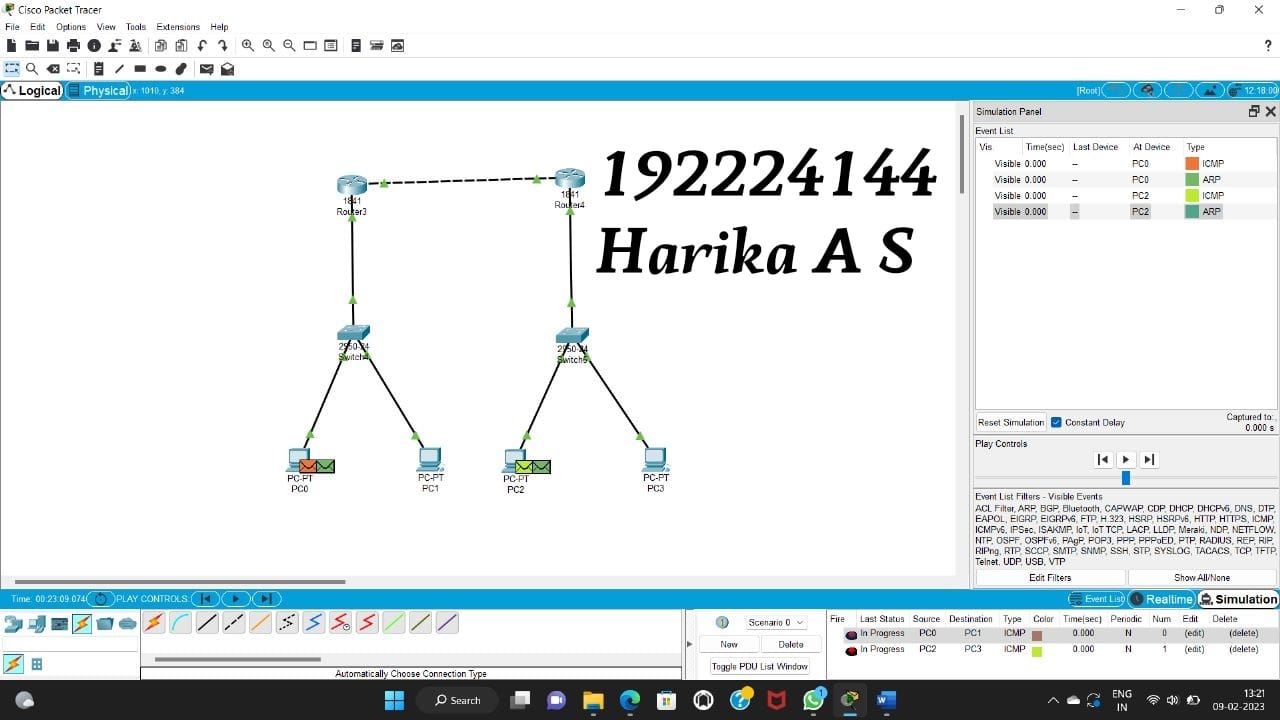 Cisco Packet Tracer
File Edit Options View Tools Extensions Help
?
Logical Physical x: 1010, y: 384
[Root] 12:18:00
192224144
Harika A S
1841
Router3
1841
Router4
2950-24
Switch4
2950-24
Switch5
PC-PT
PC0
PC-PT
PC1
PC-PT
PC2
PC-PT
PC3
Simulation Panel
Event List
Vis. Time(sec) Last Device At Device Type
Visible 0.000 -- PC0 ICMP
Visible 0.000 -- PC0 ARP
Visible 0.000 -- PC2 ICMP
Visible 0.000 -- PC2 ARP
Reset Simulation Constant Delay
Captured to:
0.000 s
Play Controls
Event List Filters - Visible Events
ACL Filter, ARP, BGP, Bluetooth, CAPWAP, CDP, DHCP, DHCPv6, DNS, DTP,
EAPOL, EIGRP, EIGRPv6, FTP, H.323, HSRP, HSRPv6, HTTP, HTTPS, ICMP,
ICMPv6, IPSec, ISAKMP, IoT, IoT TCP, LACP, LLDP, Meraki, NDP, NETFLOW,
NTP, OSPF, OSPFv6, PAgP, POP3, PPP, PPPoED, PTP, RADIUS, REP, RIP,
RIPng, RTP, SCCP, SMTP, SNMP, SSH, STP, SYSLOG, TACACS, TCP, TFTP,
Telnet, UDP, USB, VTP
Edit Filters Show All/None
Time: 00:23:09.074 PLAY CONTROLS:
Event List Realtime Simulation
Automatically Choose Connection Type
Scenario 0
New Delete
Toggle PDU List Window
Fire Last Status Source Destination Type Color Time(sec) Periodic Num Edit Delete
In Progress PC0 PC1 ICMP 0.000 N 0 (edit) (delete)
In Progress PC2 PC3 ICMP 0.000 N 1 (edit) (delete)
Search
1
ENG
IN
13:21
09-02-2023